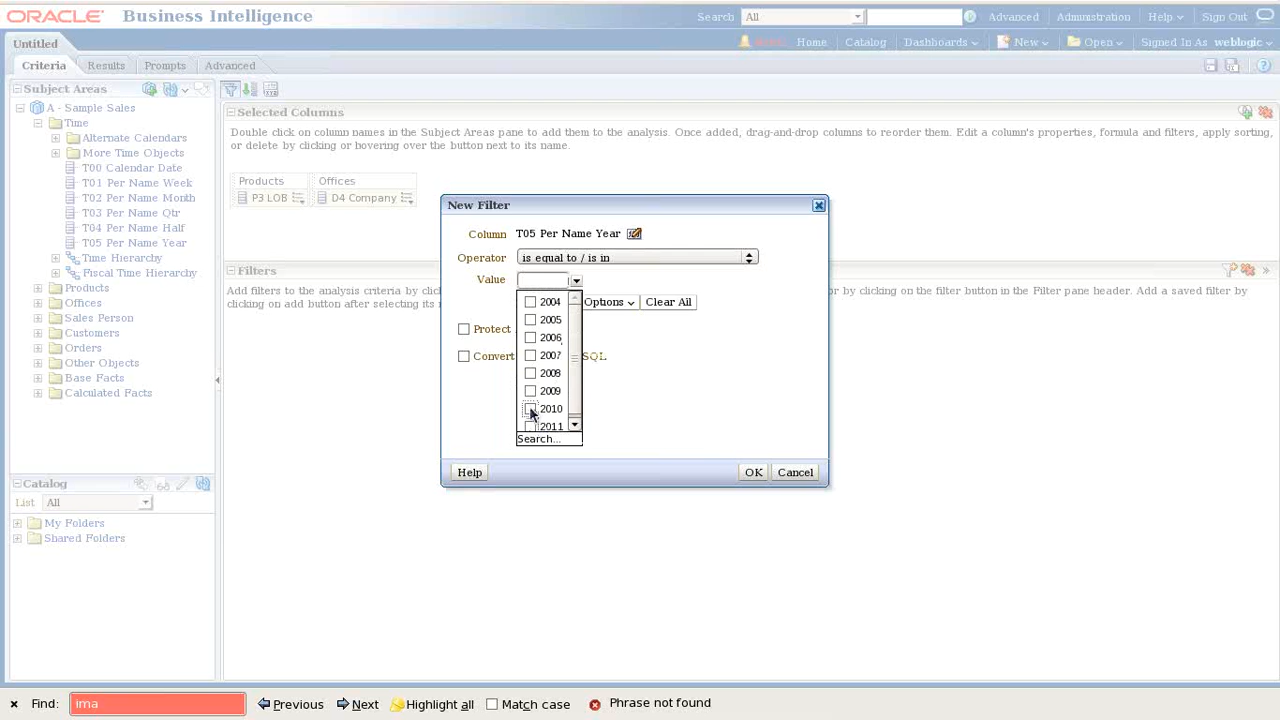 ORACLE Business Intelligence
Search All Advanced Administration Help Sign Out
Untitled
Home Catalog Dashboards New Open Signed In As weblogic
Criteria Results Prompts Advanced
Subject Areas
A - Sample Sales
Time
Alternate Calendars
More Time Objects
T00 Calendar Date
T01 Per Name Week
T02 Per Name Month
T03 Per Name Qtr
T04 Per Name Half
T05 Per Name Year
Time Hierarchy
Fiscal Time Hierarchy
Products
Offices
Sales Person
Customers
Orders
Other Objects
Base Facts
Calculated Facts
Catalog
List All
My Folders
Shared Folders
Selected Columns
Double click on column names in the Subject Areas pane to add them to the analysis. Once added, drag-and-drop columns to reorder them. Edit a column's properties, formula and filters, apply sorting,
or delete by clicking or hovering over the button next to its name.
Products Offices
P3 LOB D4 Company
Filters
Add filters to the analysis criteria by clic or by clicking on the filter button in the Filter pane header. Add a saved filter by
clicking on add button after selecting its n
New Filter
Column T05 Per Name Year
Operator is equal to / is in
Value
2004
2005
2006
2007
2008
2009
2010
2011
Search...
Options Clear All
Protect
Convert SQL
Help OK Cancel
Find: ima Previous Next Highlight all Match case Phrase not found